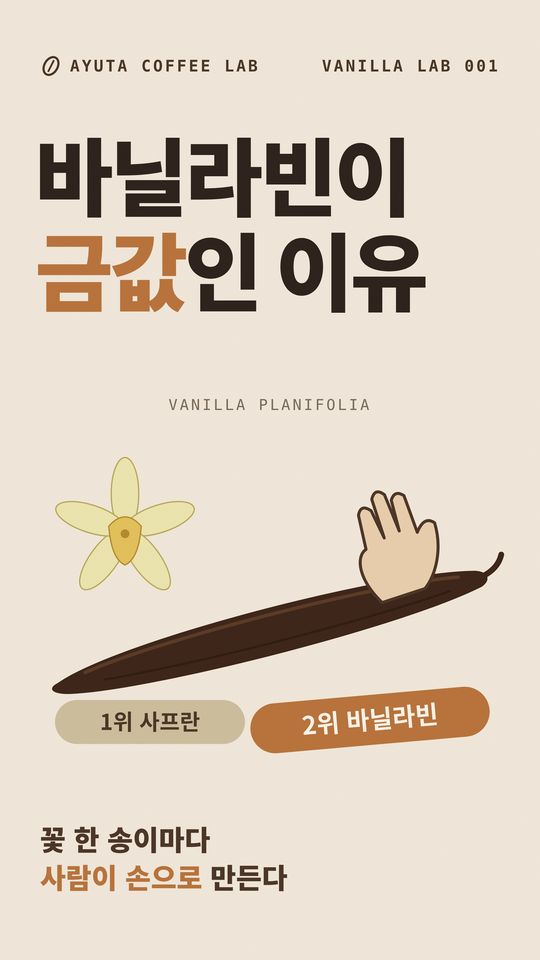 AYUTA COFFEE LAB
VANILLA LAB 001
바닐라빈이
금값인 이유
VANILLA PLANIFOLIA
1위 사프란
2위 바닐라빈
꽃 한 송이마다
사람이 손으로 만든다